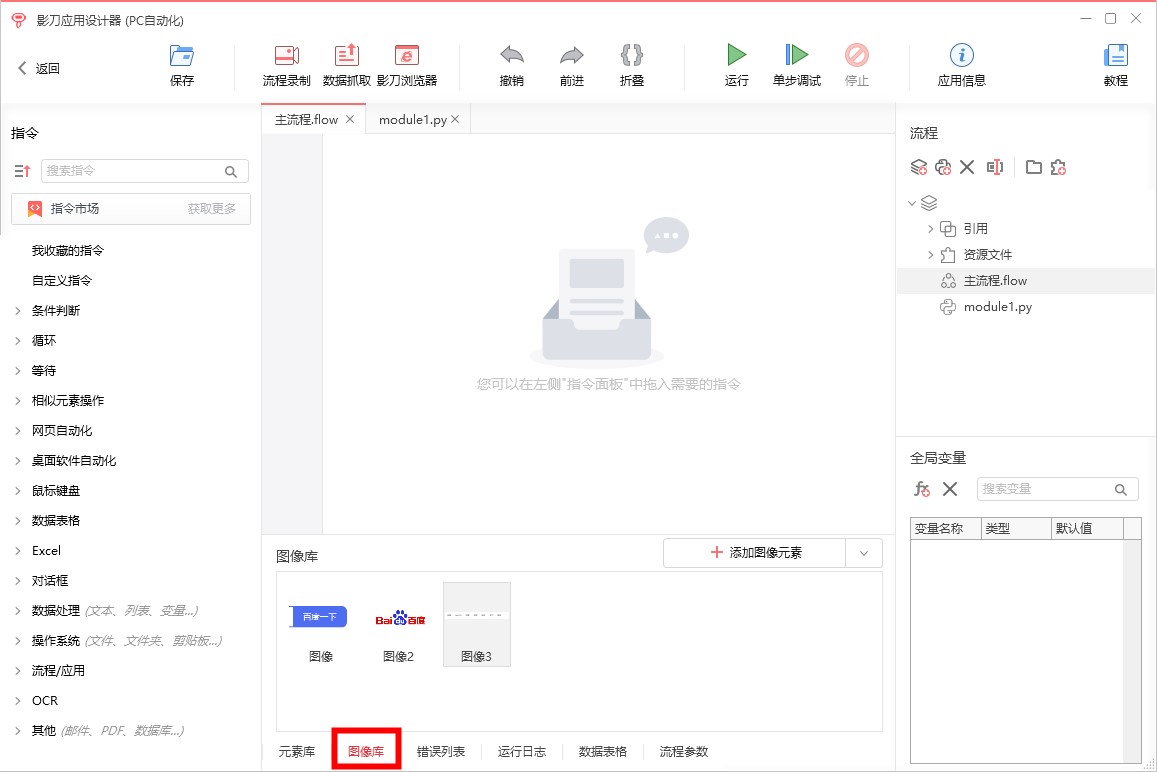 影刀应用设计器 (PC自动化)
返回
保存
流程录制
数据抓取
影刀浏览器
撤销
前进
折叠
运行
单步调试
停止
应用信息
教程
指令
搜索指令
指令市场
获取更多
我收藏的指令
自定义指令
条件判断
循环
等待
相似元素操作
网页自动化
桌面软件自动化
鼠标键盘
数据表格
Excel
对话框
数据处理 (文本、列表、变量...)
操作系统 (文件、文件夹、剪贴板...)
流程/应用
OCR
其他 (邮件、PDF、数据库...)
主流程.flow
module1.py
您可以在左侧"指令面板"中拖入需要的指令
图像库
添加图像元素
百度一下
Bai du 百度
图像
图像2
图像3
元素库
图像库
错误列表
运行日志
数据表格
流程参数
流程
引用
资源文件
主流程.flow
module1.py
全局变量
搜索变量
变量名称
类型
默认值